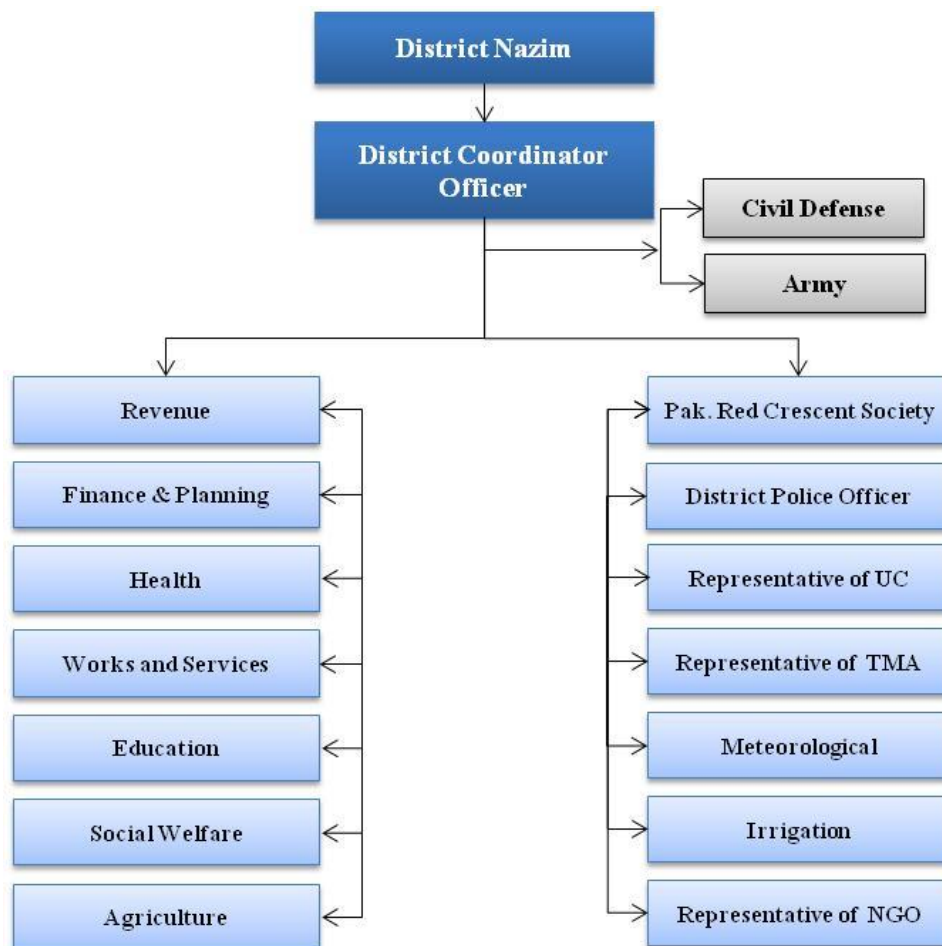 District Nazim
District Coordinator
Officer
Civil Defense
Army
Revenue
Finance & Planning
Health
Works and Services
Education
Social Welfare
Agriculture
Pak. Red Crescent Society
District Police Officer
Representative of UC
Representative of TMA
Meteorological
Irrigation
Representative of NGO